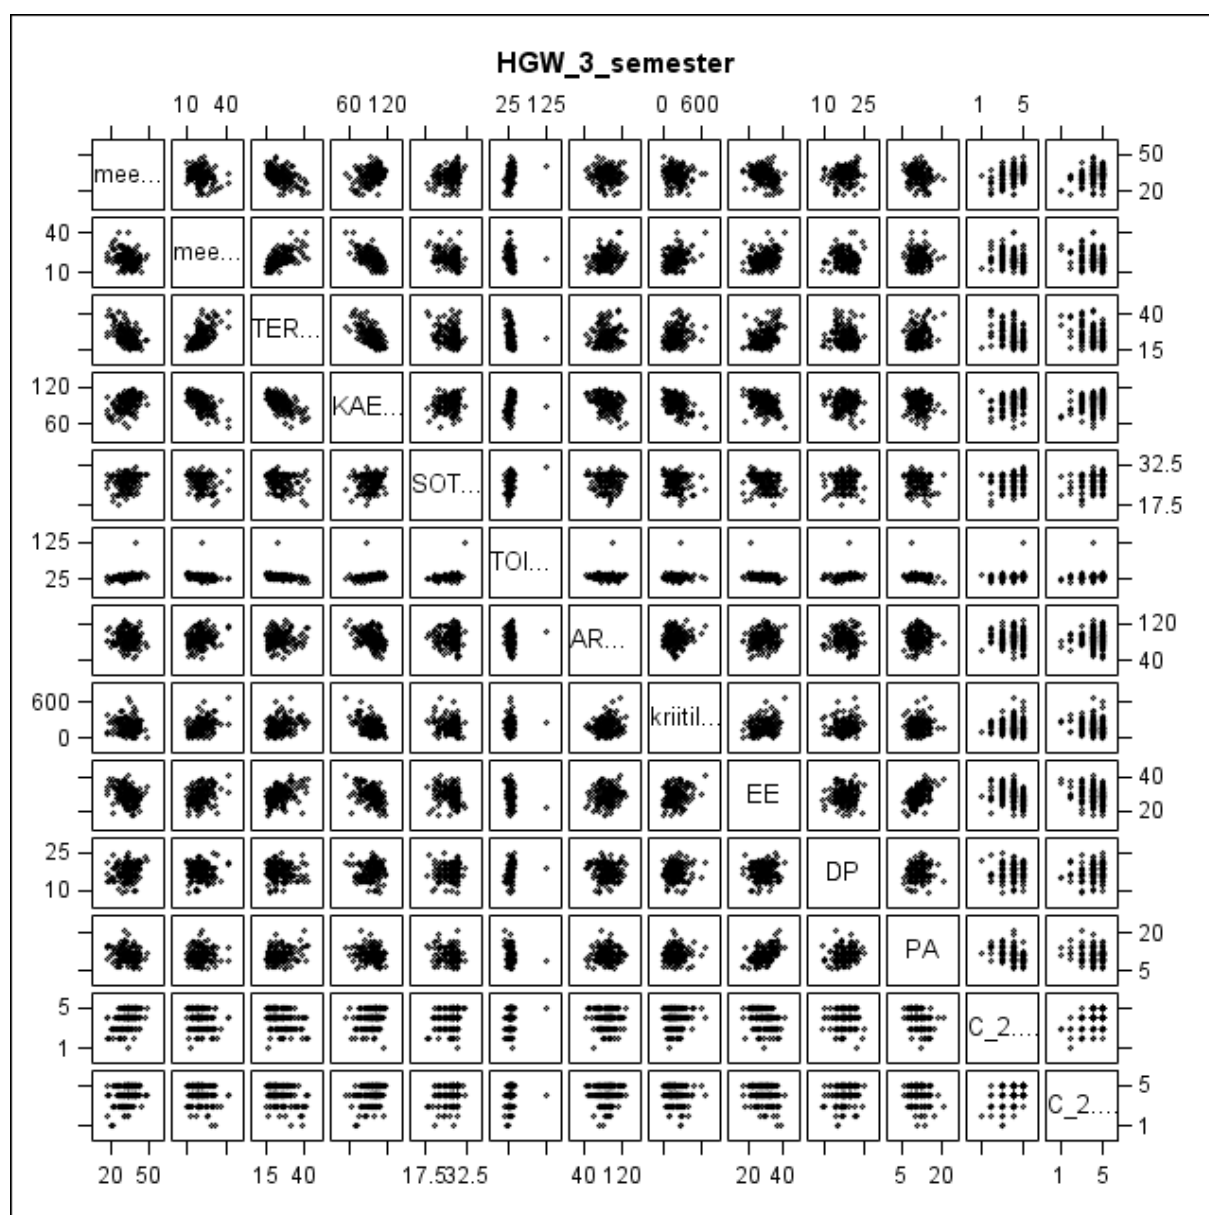 HGW_3_semester
10 40 60 120 25 125 0 600 10 25 1 5
mee... 50
20
40
10 mee...
TER... 40
15
120
60 KAE...
SOT... 32.5
17.5
125
25 TOI...
AR... 120
40
600
0 kriitil...
EE 40
20
25
10 DP
PA 20
5
5
1 C_2....
C_2.... 5
1
20 50 15 40 17.5 32.5 40 120 20 40 5 20 1 5